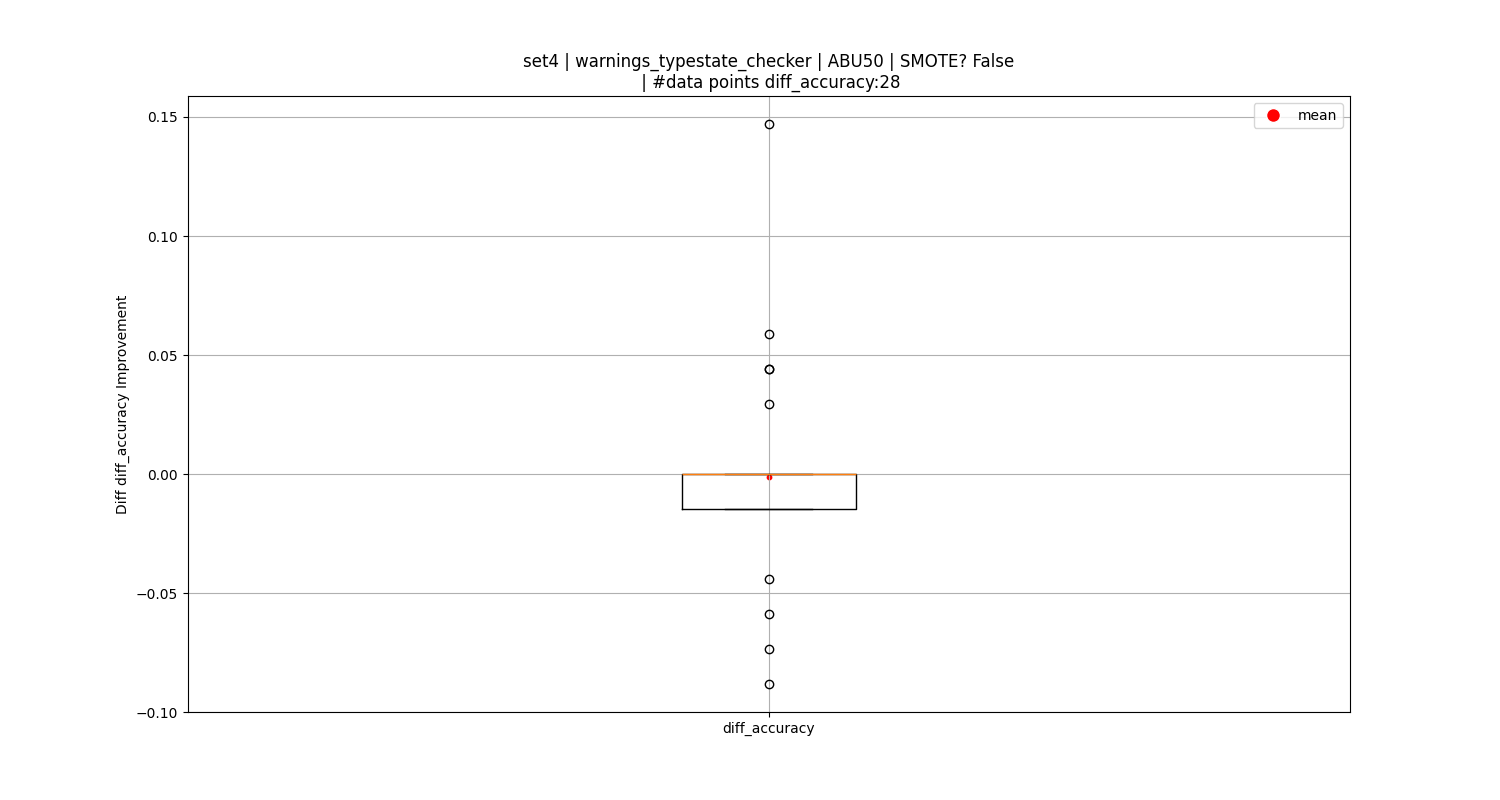 set4 | warnings_typestate_checker | ABU50 | SMOTE? False
| #data points diff_accuracy:28
mean
0.15
0.10
0.05
0.00
−0.05
−0.10
Diff diff_accuracy Improvement
diff_accuracy